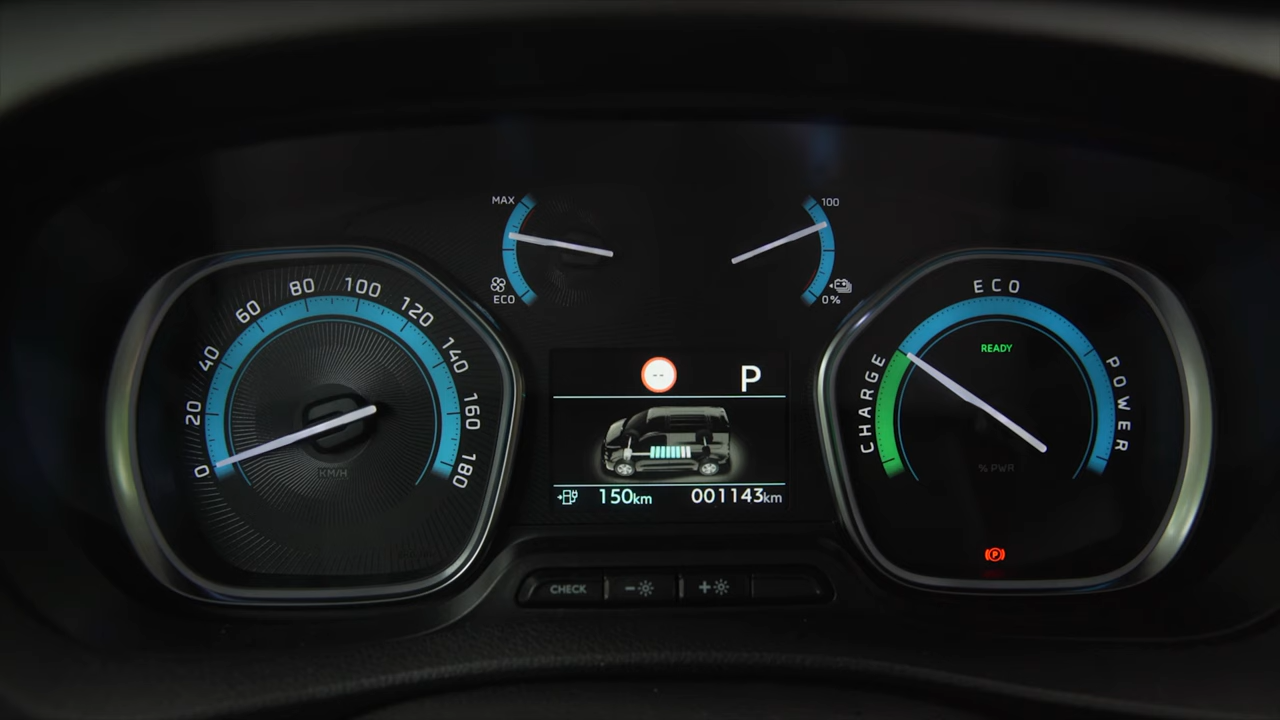 MAX
ECO
100
0%
0
20
40
60
80
100
120
140
160
180
KM/H
--
P
150km
001143km
CHARGE
ECO
POWER
READY
% PWR
P
CHECK
-
+